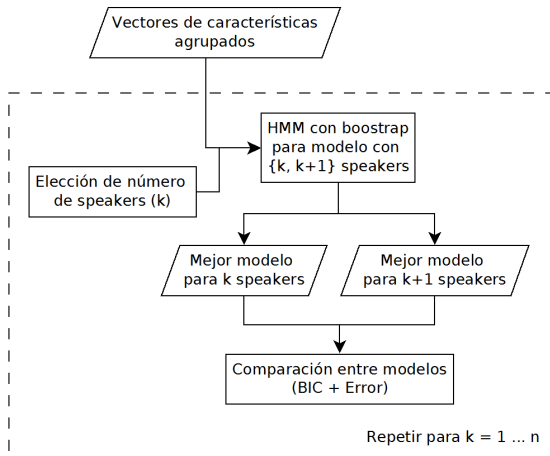 Vectores de características
agrupados
HMM con boostrap
para modelo con
{k, k+1} speakers
Elección de número
de speakers (k)
Mejor modelo
para k speakers
Mejor modelo
para k+1 speakers
Comparación entre modelos
(BIC + Error)
Repetir para k = 1 ... n